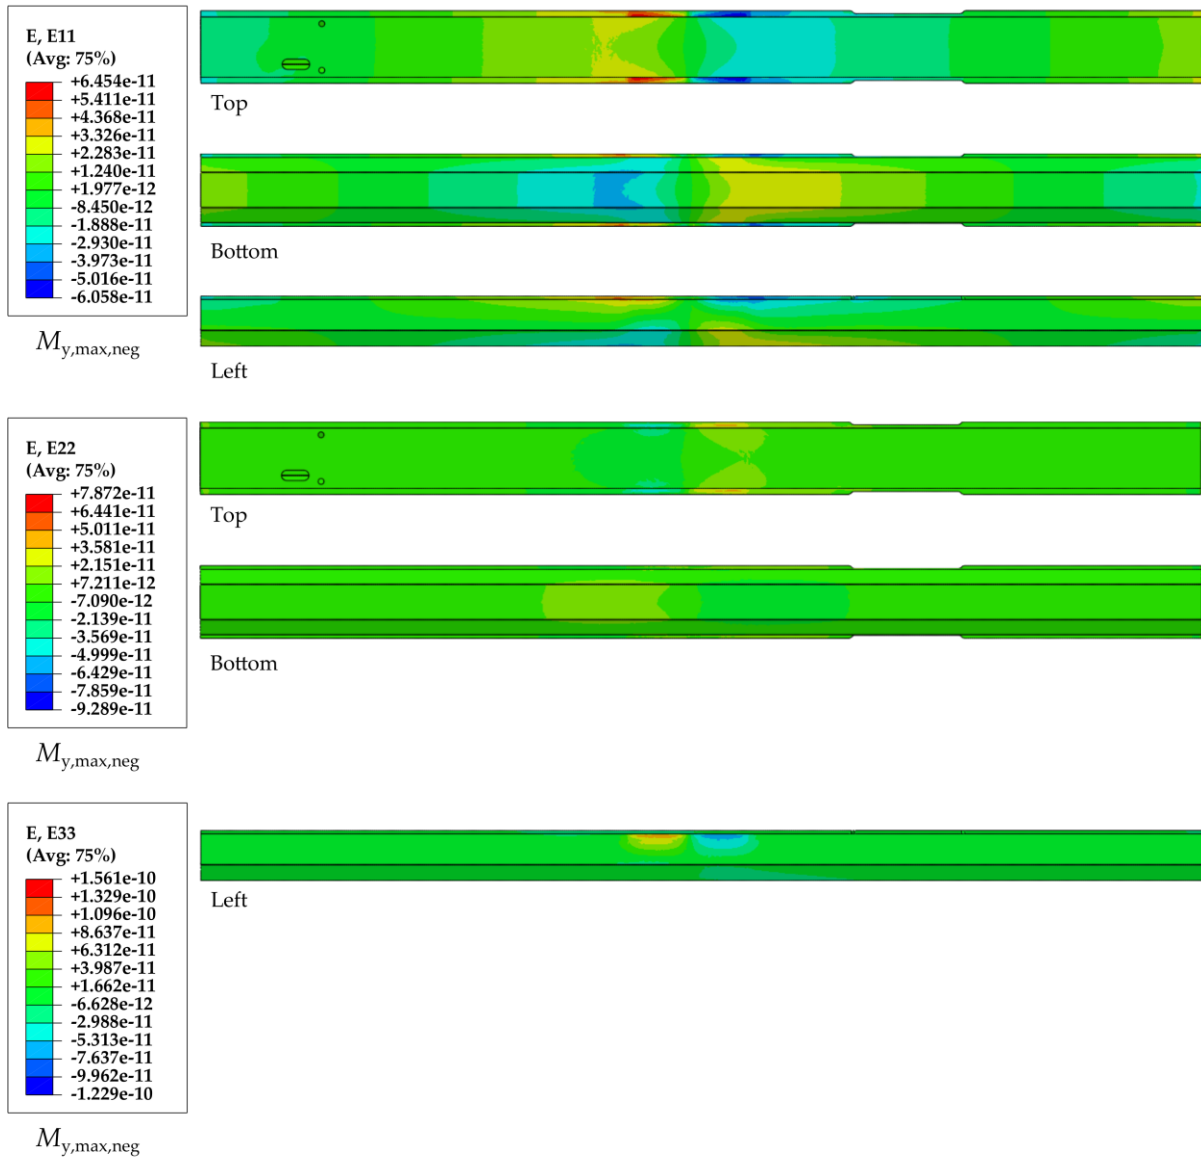 E, E11
(Avg: 75%)
+6.454e-11
+5.411e-11
+4.368e-11
+3.326e-11
+2.283e-11
+1.240e-11
+1.977e-12
-8.450e-12
-1.888e-11
-2.930e-11
-3.973e-11
-5.016e-11
-6.058e-11
My,max,neg
Top
Bottom
Left
E, E22
(Avg: 75%)
+7.872e-11
+6.441e-11
+5.011e-11
+3.581e-11
+2.151e-11
+7.211e-12
-7.090e-12
-2.139e-11
-3.569e-11
-4.999e-11
-6.429e-11
-7.859e-11
-9.289e-11
My,max,neg
Top
Bottom
E, E33
(Avg: 75%)
+1.561e-10
+1.329e-10
+1.096e-10
+8.637e-11
+6.312e-11
+3.987e-11
+1.662e-11
-6.628e-12
-2.988e-11
-5.313e-11
-7.637e-11
-9.962e-11
-1.229e-10
My,max,neg
Left